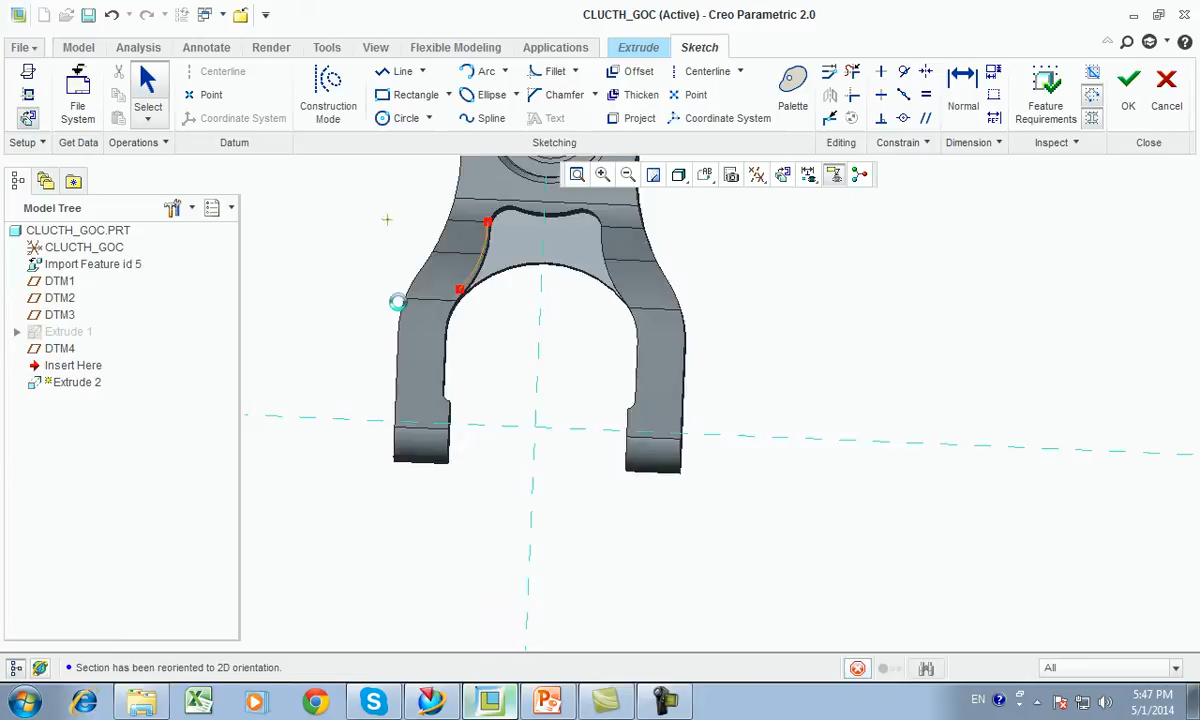 CLUCTH_GOC (Active) - Creo Parametric 2.0
File Model Analysis Annotate Render Tools View Flexible Modeling Applications Extrude Sketch
Centerline
Point
Coordinate System
File System
Select
Construction Mode
Line Arc Fillet Offset Centerline
Rectangle Ellipse Chamfer Thicken Point
Circle Spline Text Project Coordinate System
Palette
Normal
Feature Requirements
OK Cancel
Setup Get Data Operations Datum Sketching Editing Constrain Dimension Inspect Close
Model Tree
CLUCTH_GOC.PRT
CLUCTH_GOC
Import Feature id 5
DTM1
DTM2
DTM3
Extrude 1
DTM4
Insert Here
Extrude 2
Section has been reoriented to 2D orientation.
All
EN
5:47 PM
5/1/2014